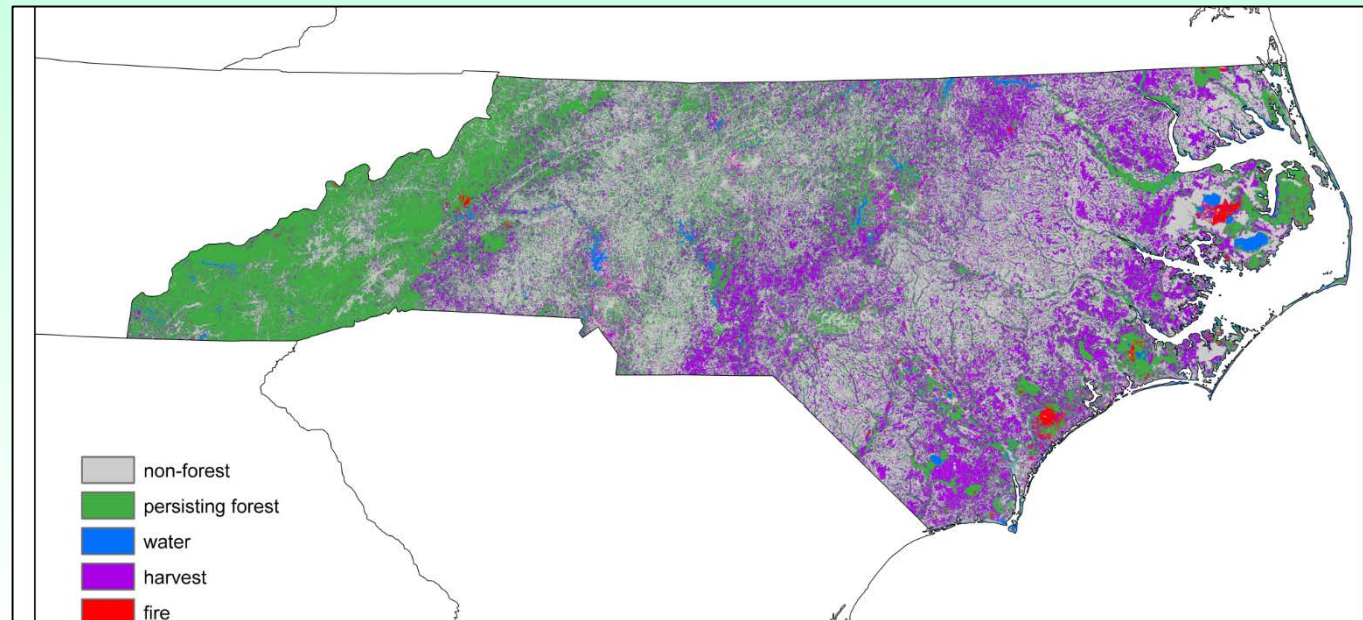 non-forest
persisting forest
water
harvest
fire